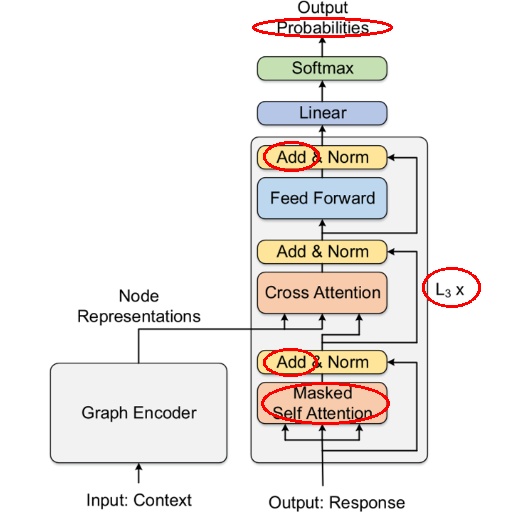 Output
Probabilities
Softmax
Linear
Add & Norm
Feed Forward
Add & Norm
Cross Attention
L₃ x
Node
Representations
Add & Norm
Masked
Self Attention
Graph Encoder
Input: Context
Output: Response